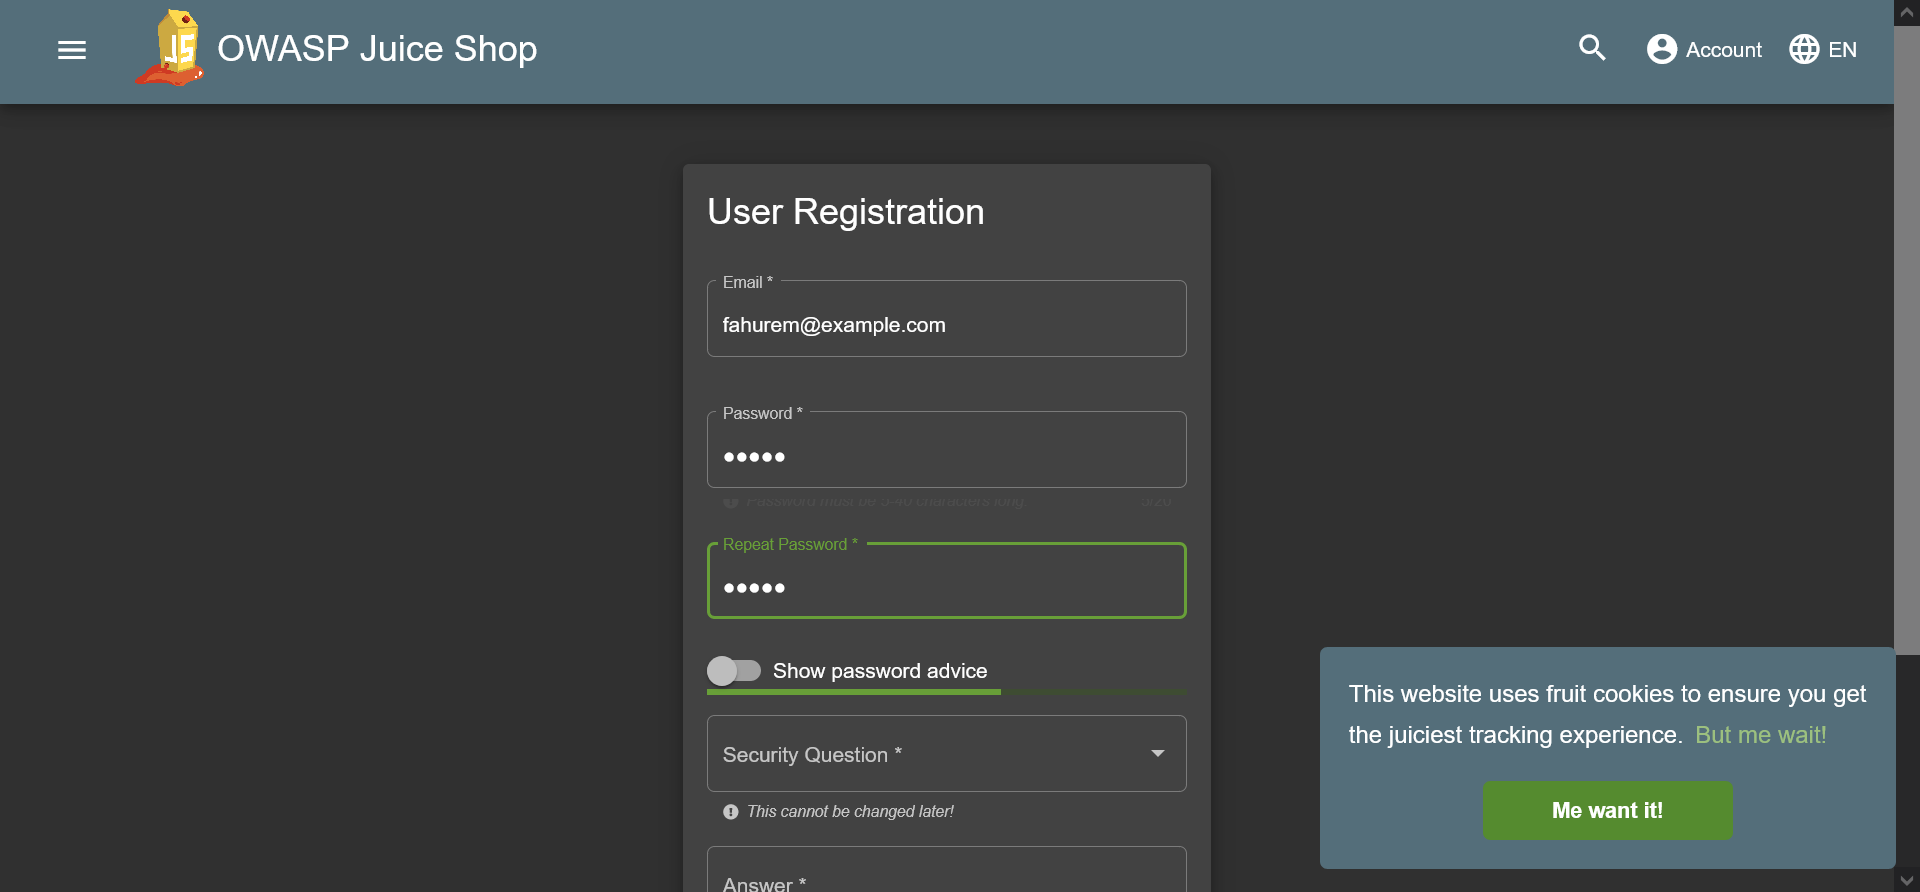 OWASP Juice Shop
Account
EN
User Registration
Email *
fahurem@example.com
Password *
•••••
Password must be 5-40 characters long.
5/20
Repeat Password *
•••••
Show password advice
Security Question *
This cannot be changed later!
Answer *
This website uses fruit cookies to ensure you get
the juiciest tracking experience. But me wait!
Me want it!